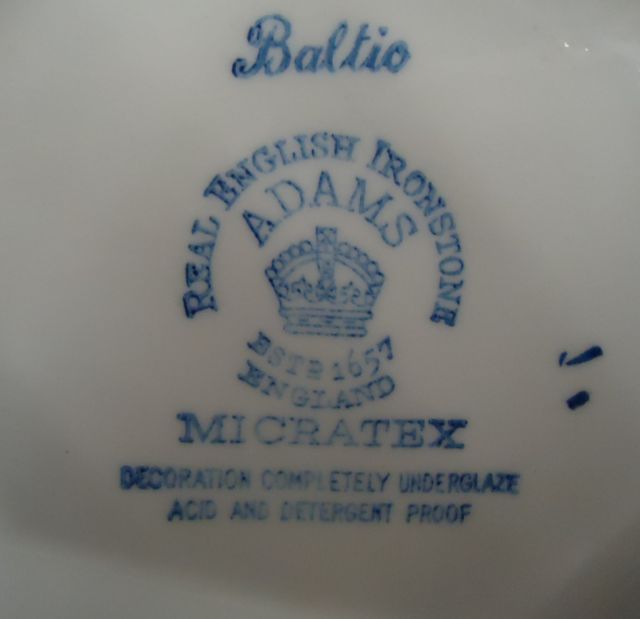 Baltic
REAL ENGLISH IRONSTONE
ADAMS
ESTD 1657
ENGLAND
MICRATEX
DECORATION COMPLETELY UNDERGLAZE
ACID AND DETERGENT PROOF